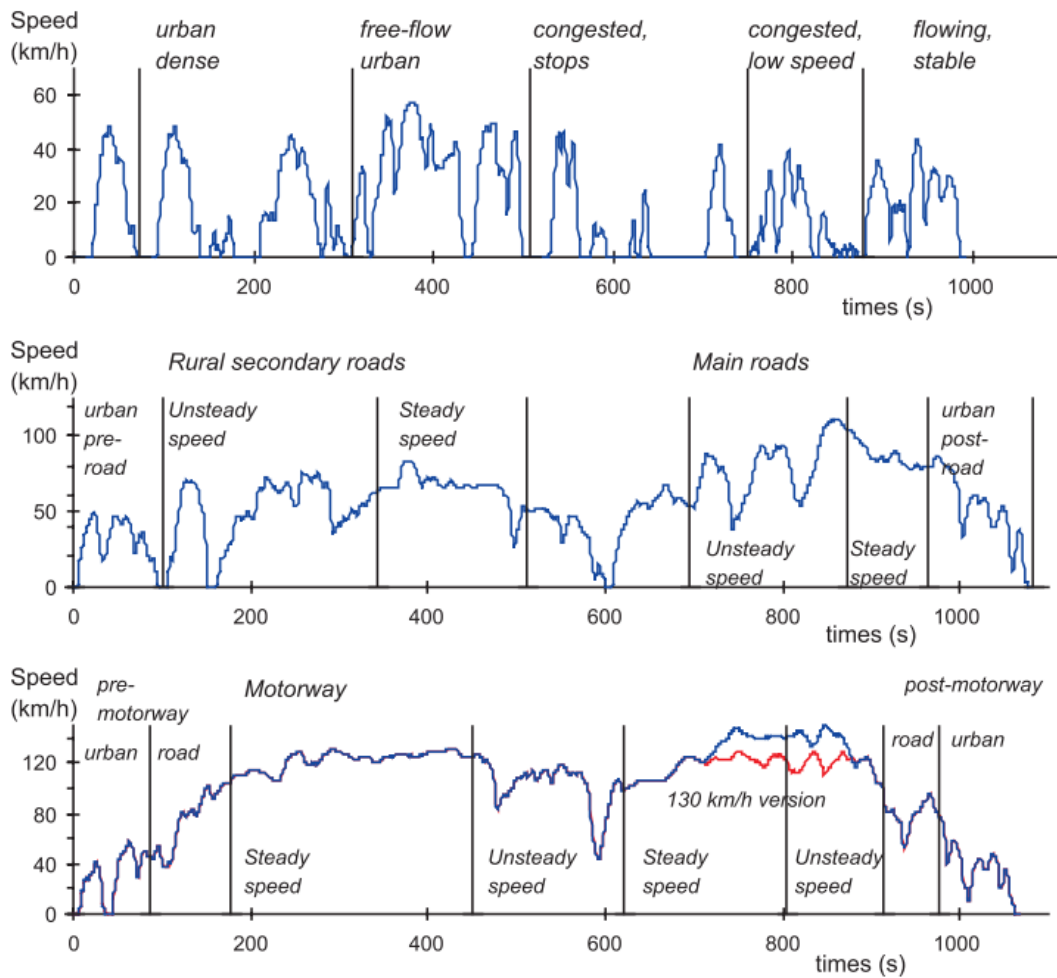 Speed
(km/h)
urban
dense
free-flow
urban
congested,
stops
congested,
low speed
flowing,
stable
60
40
20
0
0
200
400
600
800
1000
times (s)
Speed
(km/h)
Rural secondary roads
Main roads
urban
pre-
road
Unsteady
speed
Steady
speed
urban
post-
road
100
50
0
Unsteady
speed
Steady
speed
0
200
400
600
800
1000
times (s)
Speed
(km/h)
pre-
motorway
Motorway
post-motorway
urban
road
road
urban
120
80
40
0
130 km/h version
Steady
speed
Unsteady
speed
Steady
speed
Unsteady
speed
0
200
400
600
800
1000
times (s)